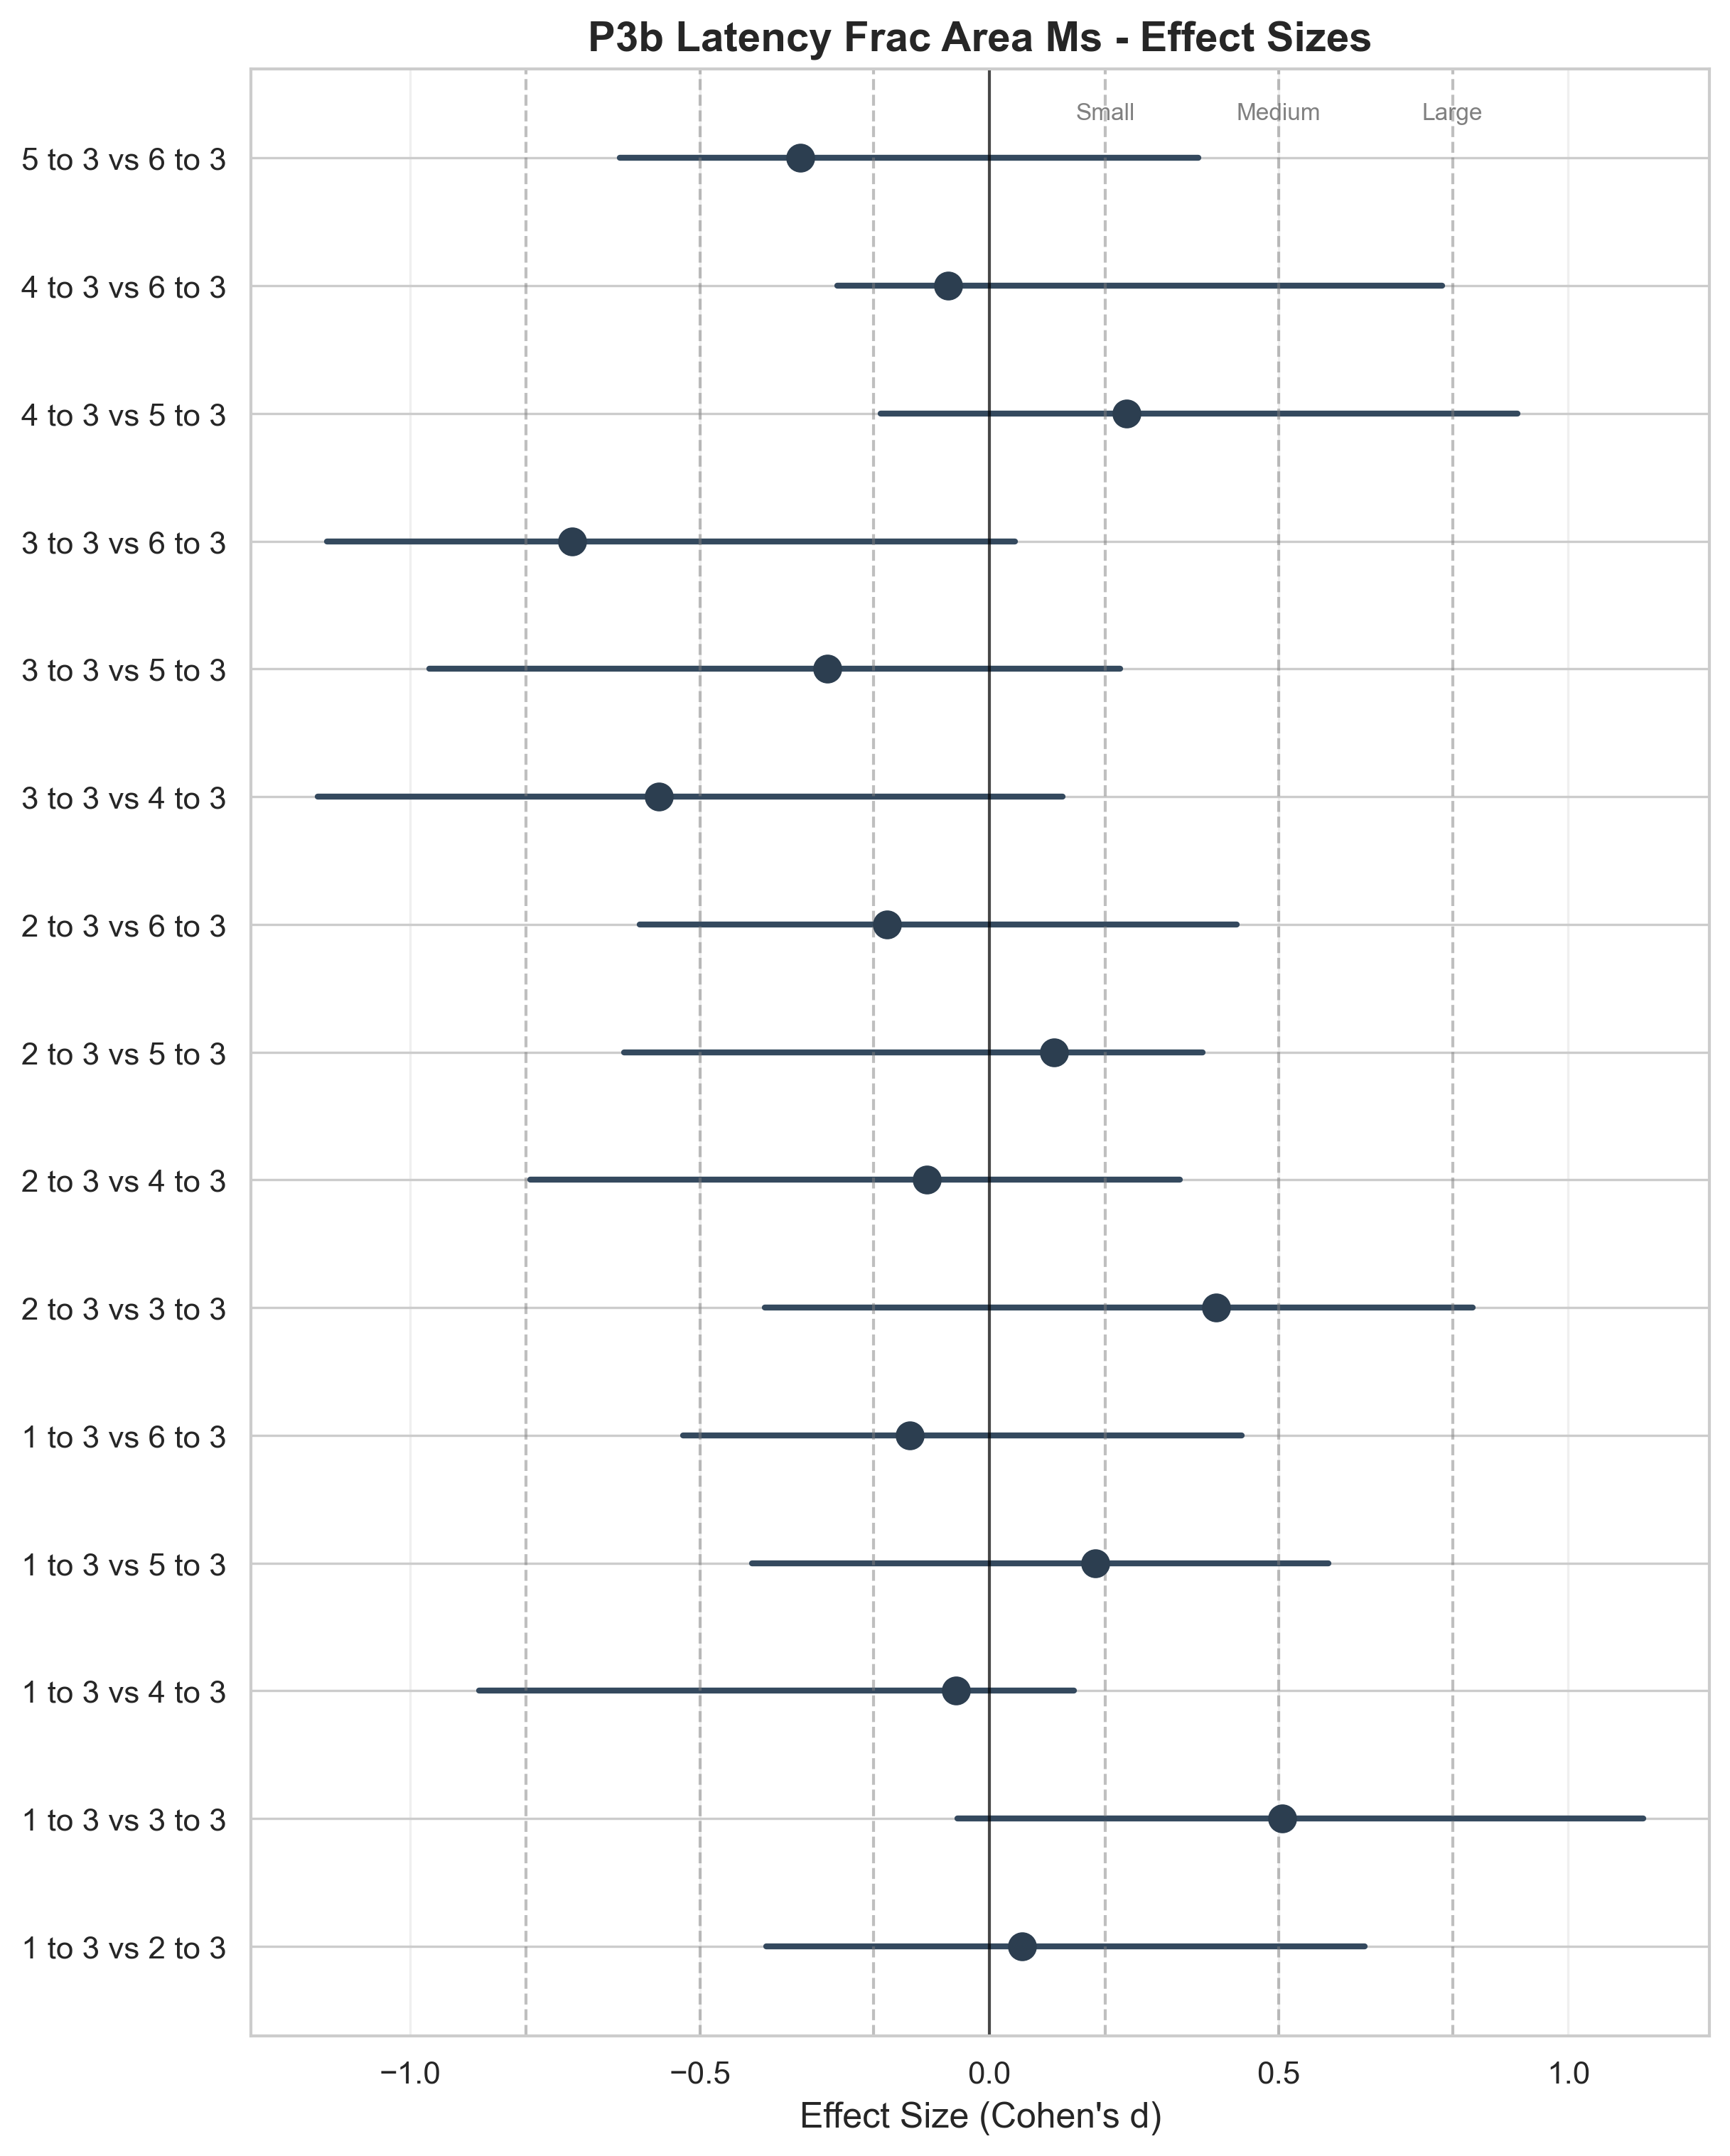 P3b Latency Frac Area Ms - Effect Sizes
Small Medium Large
5 to 3 vs 6 to 3
4 to 3 vs 6 to 3
4 to 3 vs 5 to 3
3 to 3 vs 6 to 3
3 to 3 vs 5 to 3
3 to 3 vs 4 to 3
2 to 3 vs 6 to 3
2 to 3 vs 5 to 3
2 to 3 vs 4 to 3
2 to 3 vs 3 to 3
1 to 3 vs 6 to 3
1 to 3 vs 5 to 3
1 to 3 vs 4 to 3
1 to 3 vs 3 to 3
1 to 3 vs 2 to 3
−1.0 −0.5 0.0 0.5 1.0
Effect Size (Cohen's d)